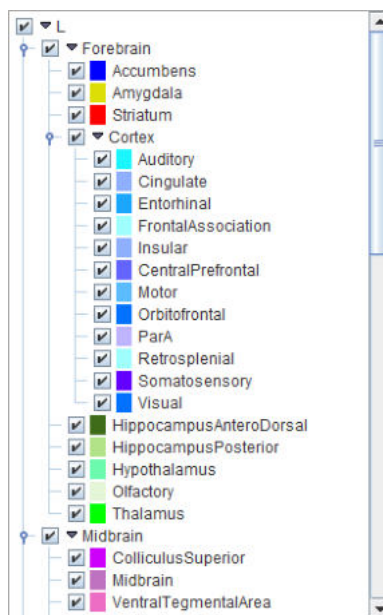 L
Forebrain
Accumbens
Amygdala
Striatum
Cortex
Auditory
Cingulate
Entorhinal
FrontalAssociation
Insular
CentralPrefrontal
Motor
Orbitofrontal
ParA
Retrosplenial
Somatosensory
Visual
HippocampusAnteroDorsal
HippocampusPosterior
Hypothalamus
Olfactory
Thalamus
Midbrain
ColliculusSuperior
Midbrain
VentralTegmentalArea